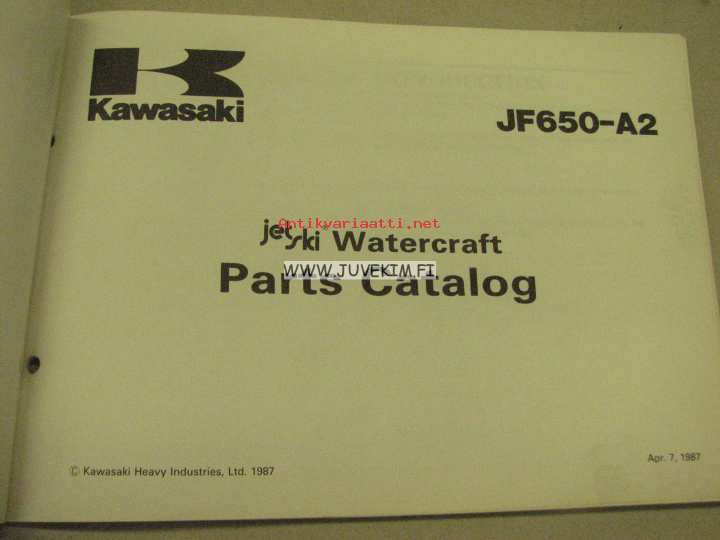 Kawasaki
JF650-A2
Antikvariaatti.net
jet ski Watercraft
WWW.JUVEKIM.FI
Parts Catalog
Apr. 7, 1987
© Kawasaki Heavy Industries, Ltd. 1987